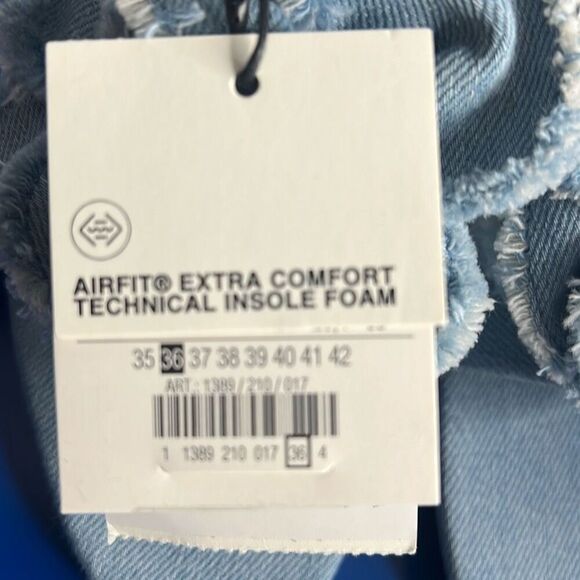 AIRFIT® EXTRA COMFORT
TECHNICAL INSOLE FOAM
35 36 37 38 39 40 41 42
ART.: 1389/210/017
1 1389 210 017 36 4